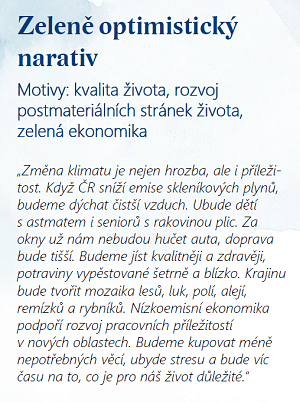 Zeleně optimistický
narativ
Motivy: kvalita života, rozvoj
postmateriálních stránek života,
zelená ekonomika
„Změna klimatu je nejen hrozba, ale i příleži-
tost. Když ČR sníží emise skleníkových plynů,
budeme dýchat čistší vzduch. Ubude dětí
s astmatem i seniorů s rakovinou plic. Za
okny už nám nebudou hučet auta, doprava
bude tišší. Budeme jíst kvalitněji a zdravěji,
potraviny vypěstované šetrně a blízko. Krajinu
bude tvořit mozaika lesů, luk, polí, alejí,
remízků a rybníků. Nízkoemisní ekonomika
podpoří rozvoj pracovních příležitostí
v nových oblastech. Budeme kupovat méně
nepotřebných věcí, ubyde stresu a bude víc
času na to, co je pro náš život důležité.“